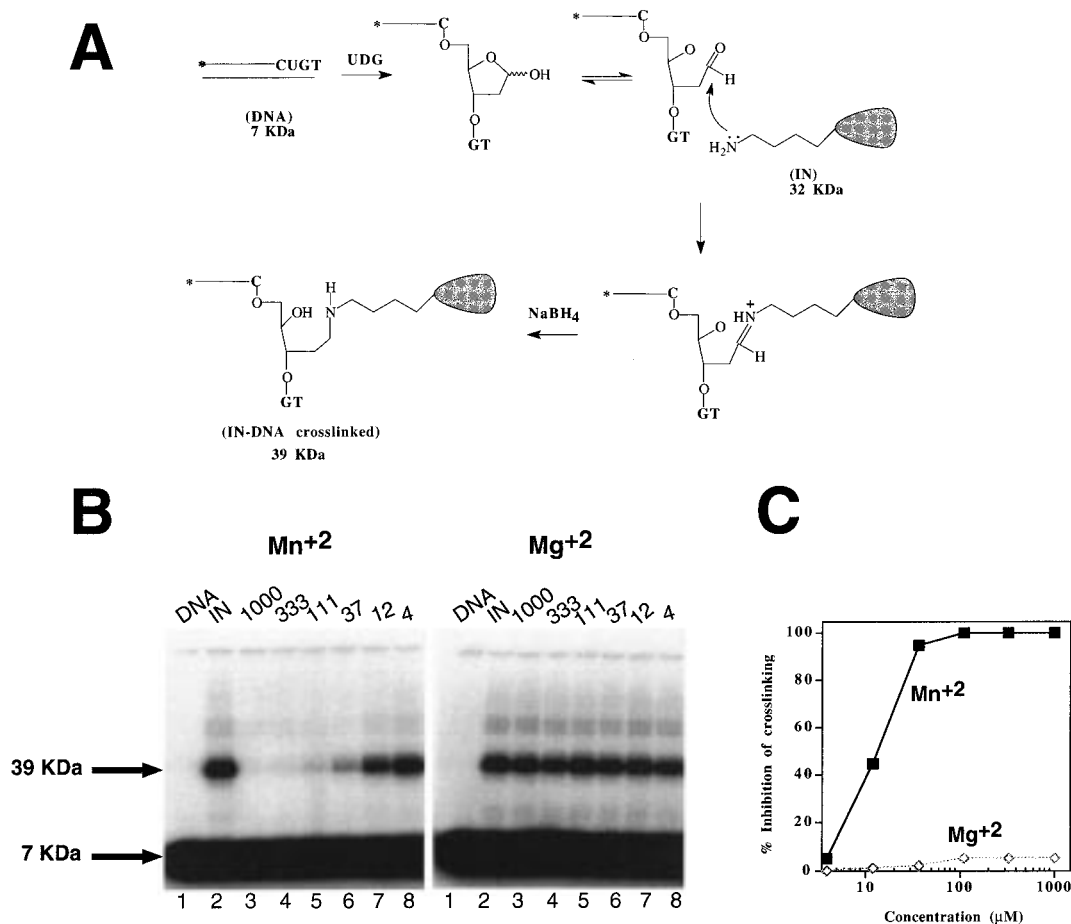 A
* CUGT
(DNA)
7 KDa
UDG
* C
O
O
OH
O
GT
* C
O
O
O
H
O
GT
H2N
(IN)
32 KDa
* C
O
O
HN
+
H
O
GT
NaBH4
* C
O
OH
H
N
O
GT
(IN-DNA crosslinked)
39 KDa
B
Mn+2
DNA IN 1000 333 111 37 12 4
Mg+2
DNA IN 1000 333 111 37 12 4
39 KDa
7 KDa
1 2 3 4 5 6 7 8
1 2 3 4 5 6 7 8
C
% Inhibition of crosslinking
100
80
60
40
20
0
Mn+2
Mg+2
10 100 1000
Concentration (μM)